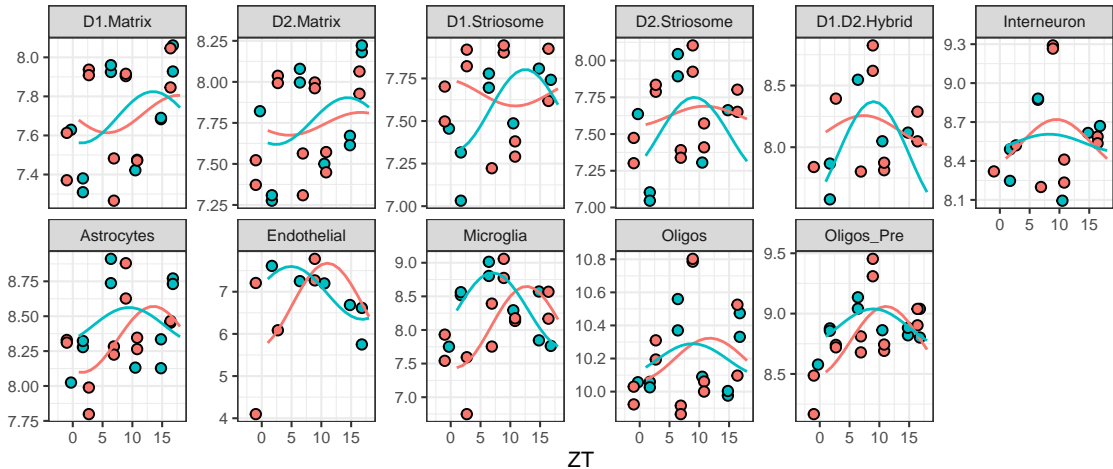 D1.Matrix D2.Matrix D1.Striosome D2.Striosome D1.D2.Hybrid Interneuron
8.0 7.8 7.6 7.4
8.25 8.00 7.75 7.50 7.25
7.75 7.50 7.25 7.00
8.00 7.75 7.50 7.25 7.00
8.5 8.0
9.3 9.0 8.7 8.4 8.1
0 5 10 15
Astrocytes Endothelial Microglia Oligos Oligos_Pre
8.75 8.50 8.25 8.00 7.75
7 6 5 4
9.0 8.5 8.0 7.5 7.0
10.8 10.6 10.4 10.2 10.0
9.5 9.0 8.5
0 5 10 15 0 5 10 15 0 5 10 15 0 5 10 15 0 5 10 15
ZT